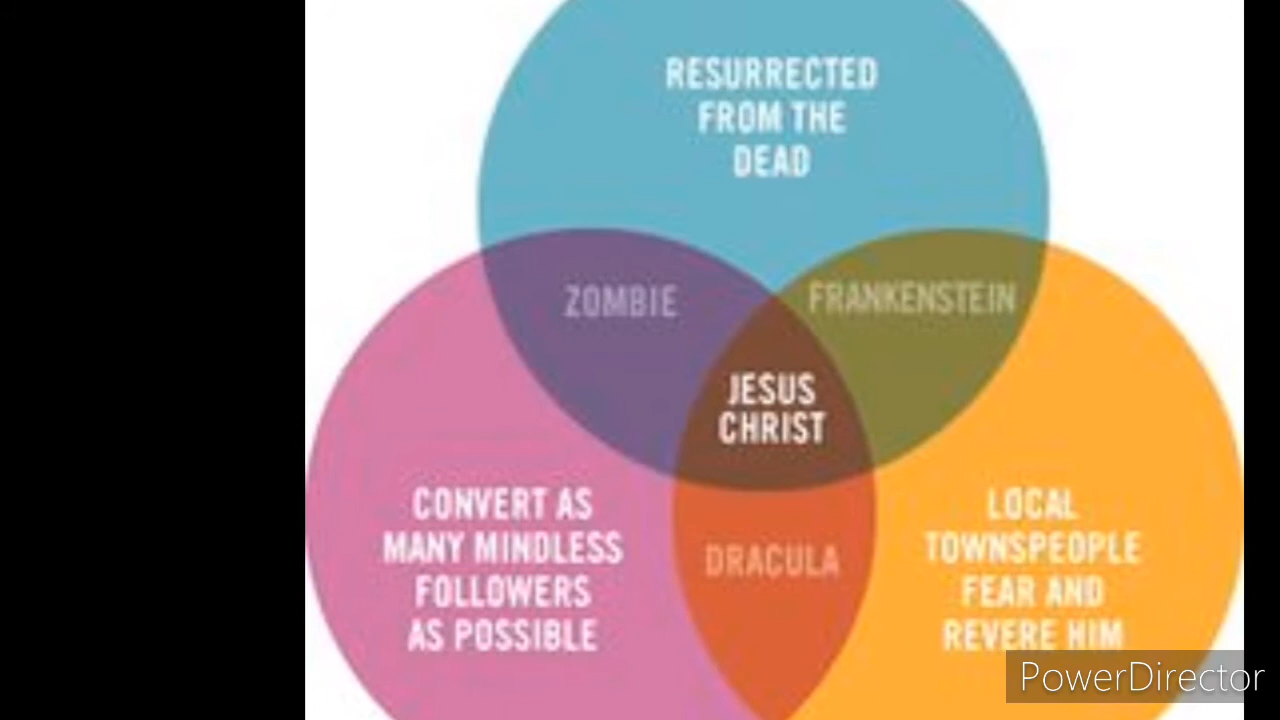 RESURRECTED
FROM THE
DEAD
ZOMBIE
FRANKENSTEIN
JESUS
CHRIST
CONVERT AS
MANY MINDLESS
FOLLOWERS
AS POSSIBLE
DRACULA
LOCAL
TOWNSPEOPLE
FEAR AND
REVERE HIM
PowerDirector